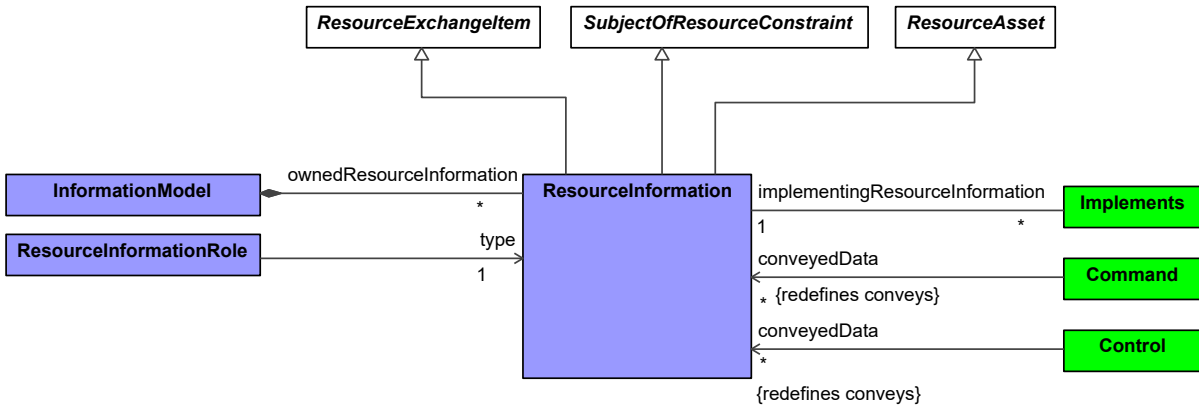 ResourceExchangeItem
SubjectOfResourceConstraint
ResourceAsset
InformationModel
ownedResourceInformation
*
ResourceInformation
implementingResourceInformation
1
*
Implements
ResourceInformationRole
type
1
conveyedData
* {redefines conveys}
Command
conveyedData
*
{redefines conveys}
Control